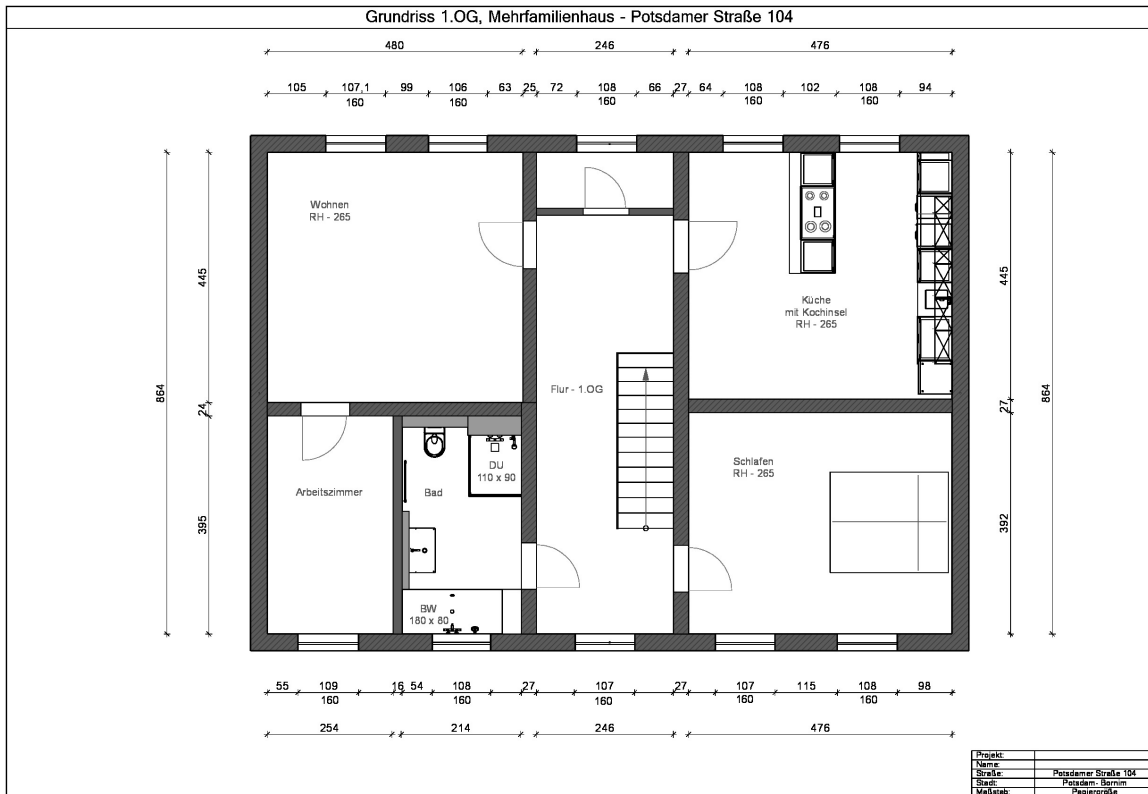 Grundriss 1.OG, Mehrfamilienhaus - Potsdamer Straße 104
480 246 476
105 107,1 99 106 63 25 72 108 66 27 64 108 102 108 94
160 160 160 160 160
Wohnen
RH - 265
445
445
Küche
mit Kochinsel
RH - 265
864
Flur - 1.OG
864
24
27
Schlafen
RH - 265
DU
110 x 90
Arbeitszimmer
Bad
395
392
BW
180 x 80
55 109 16 54 108 27 107 27 107 115 108 98
160 160 160 160 160
254 214 246 476
Projekt:
Name:
Straße: Potsdamer Straße 104
Stadt: Potsdam- Bornim
Maßstab: Papiergröße